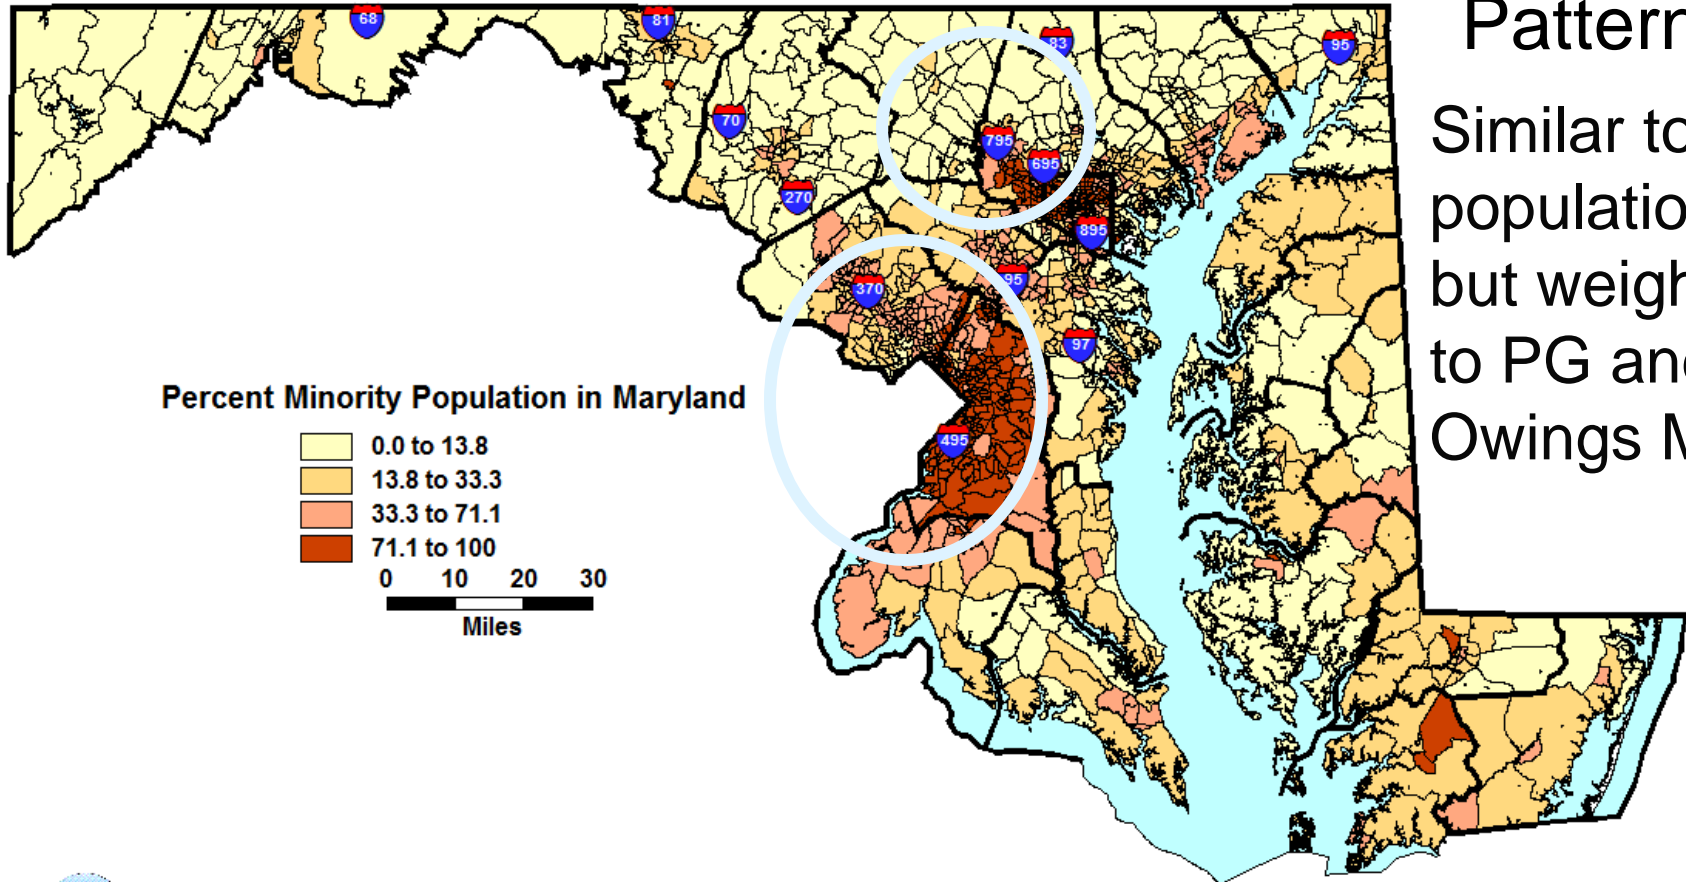 68
81
83
95
Pattern
70
795
695
270
895
370
95
97
495
Similar to
populatio
but weigh
to PG and
Owings M
Percent Minority Population in Maryland
0.0 to 13.8
13.8 to 33.3
33.3 to 71.1
71.1 to 100
0 10 20 30
Miles